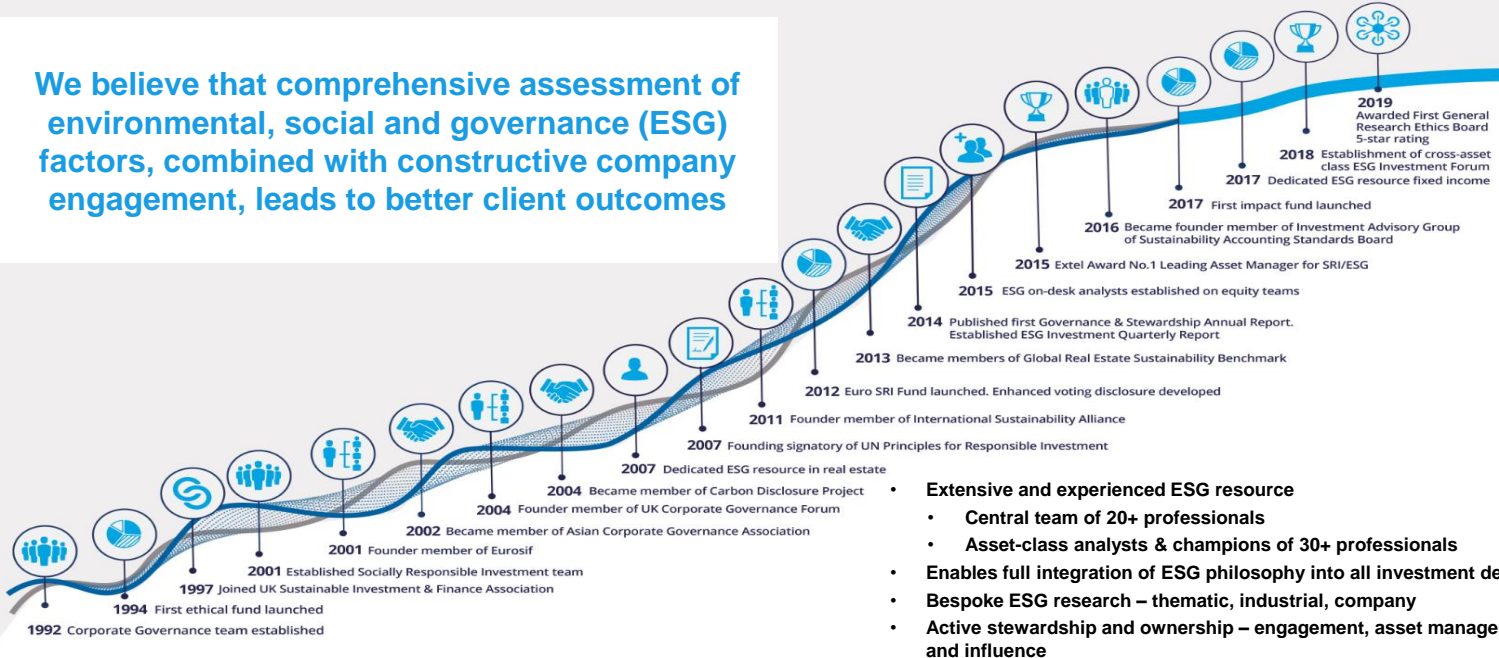 We believe that comprehensive assessment of
environmental, social and governance (ESG)
factors, combined with constructive company
engagement, leads to better client outcomes
2019
Awarded First General
Research Ethics Board
5-star rating
2018 Establishment of cross-asset
class ESG Investment Forum
2017 Dedicated ESG resource fixed income
2017 First impact fund launched
2016 Became founder member of Investment Advisory Group
of Sustainability Accounting Standards Board
2015 Extel Award No.1 Leading Asset Manager for SRI/ESG
2015 ESG on-desk analysts established on equity teams
2014 Published first Governance & Stewardship Annual Report.
Established ESG Investment Quarterly Report
2013 Became members of Global Real Estate Sustainability Benchmark
2012 Euro SRI Fund launched. Enhanced voting disclosure developed
2011 Founder member of International Sustainability Alliance
2007 Founding signatory of UN Principles for Responsible Investment
2007 Dedicated ESG resource in real estate
2004 Became member of Carbon Disclosure Project
2004 Founder member of UK Corporate Governance Forum
2002 Became member of Asian Corporate Governance Association
2001 Founder member of Eurosif
2001 Established Socially Responsible Investment team
1997 Joined UK Sustainable Investment & Finance Association
1994 First ethical fund launched
1992 Corporate Governance team established
• Extensive and experienced ESG resource
• Central team of 20+ professionals
• Asset-class analysts & champions of 30+ professionals
• Enables full integration of ESG philosophy into all investment
• Bespoke ESG research – thematic, industrial, company
• Active stewardship and ownership – engagement, asset
and influence